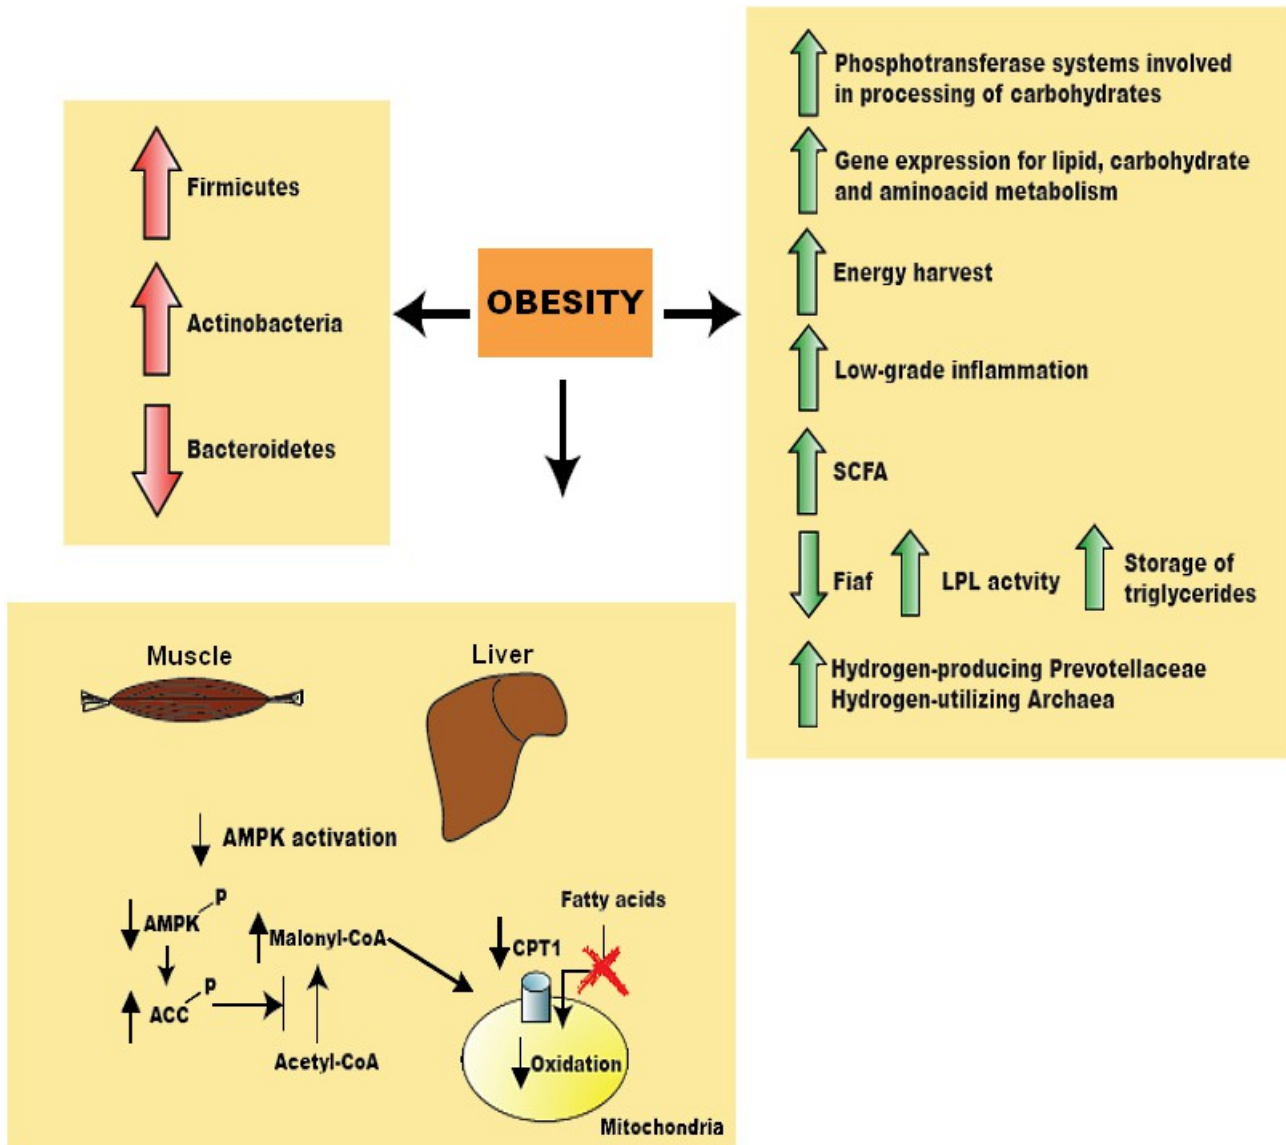 Firmicutes
Actinobacteria
Bacteroidetes
OBESITY
Phosphotransferase systems involved
in processing of carbohydrates
Gene expression for lipid, carbohydrate
and aminoacid metabolism
Energy harvest
Low-grade inflammation
SCFA
Fiaf
LPL actvity
Storage of
triglycerides
Hydrogen-producing Prevotellaceae
Hydrogen-utilizing Archaea
Muscle
Liver
AMPK activation
AMPK
P
ACC
P
Malonyl-CoA
Acetyl-CoA
CPT1
Fatty acids
Oxidation
Mitochondria